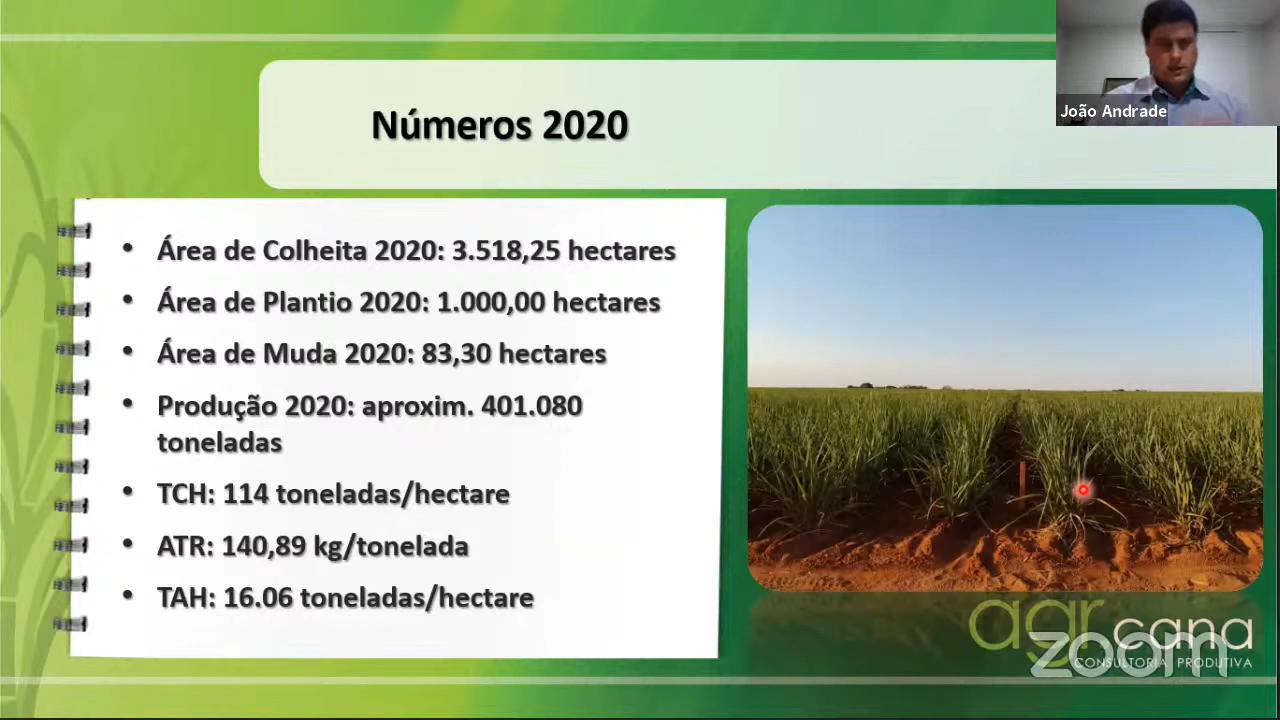 João Andrade
Números 2020
• Área de Colheita 2020: 3.518,25 hectares
• Área de Plantio 2020: 1.000,00 hectares
• Área de Muda 2020: 83,30 hectares
• Produção 2020: aproxim. 401.080
toneladas
• TCH: 114 toneladas/hectare
• ATR: 140,89 kg/tonelada
• TAH: 16.06 toneladas/hectare
agr cana
zoom
CONSULTORIA PRODUTIVA